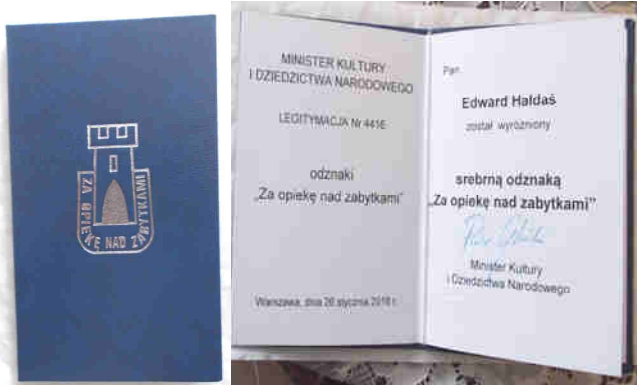 ZA OPIEKĘ NAD ZABYTKAMI
MINISTER KULTURY
I DZIEDZICTWA NARODOWEGO
LEGITYMACJA Nr 4416
odznaki
„Za opiekę nad zabytkami”
Warszawa, dnia 26 stycznia 2016 r.
Pan
Edward Hałdaś
został wyróżniony
srebrną odznaką
„Za opiekę nad zabytkami”
Minister Kultury
i Dziedzictwa Narodowego